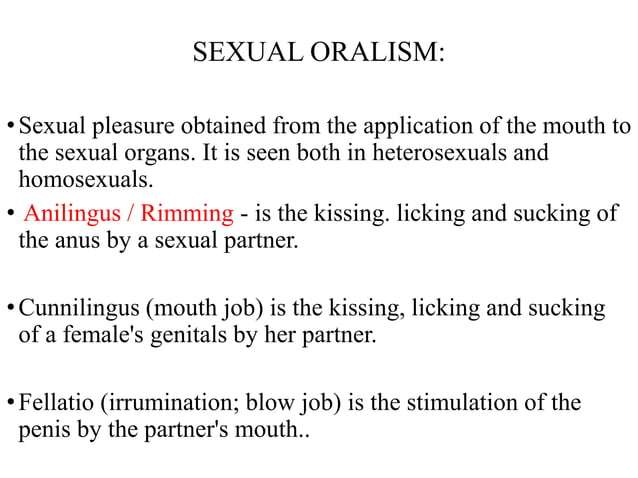 SEXUAL ORALISM:
•Sexual pleasure obtained from the application of the mouth to
the sexual organs. It is seen both in heterosexuals and
homosexuals.
• Anilingus / Rimming - is the kissing. licking and sucking of
the anus by a sexual partner.
•Cunnilingus (mouth job) is the kissing, licking and sucking
of a female's genitals by her partner.
•Fellatio (irrumination; blow job) is the stimulation of the
penis by the partner's mouth..